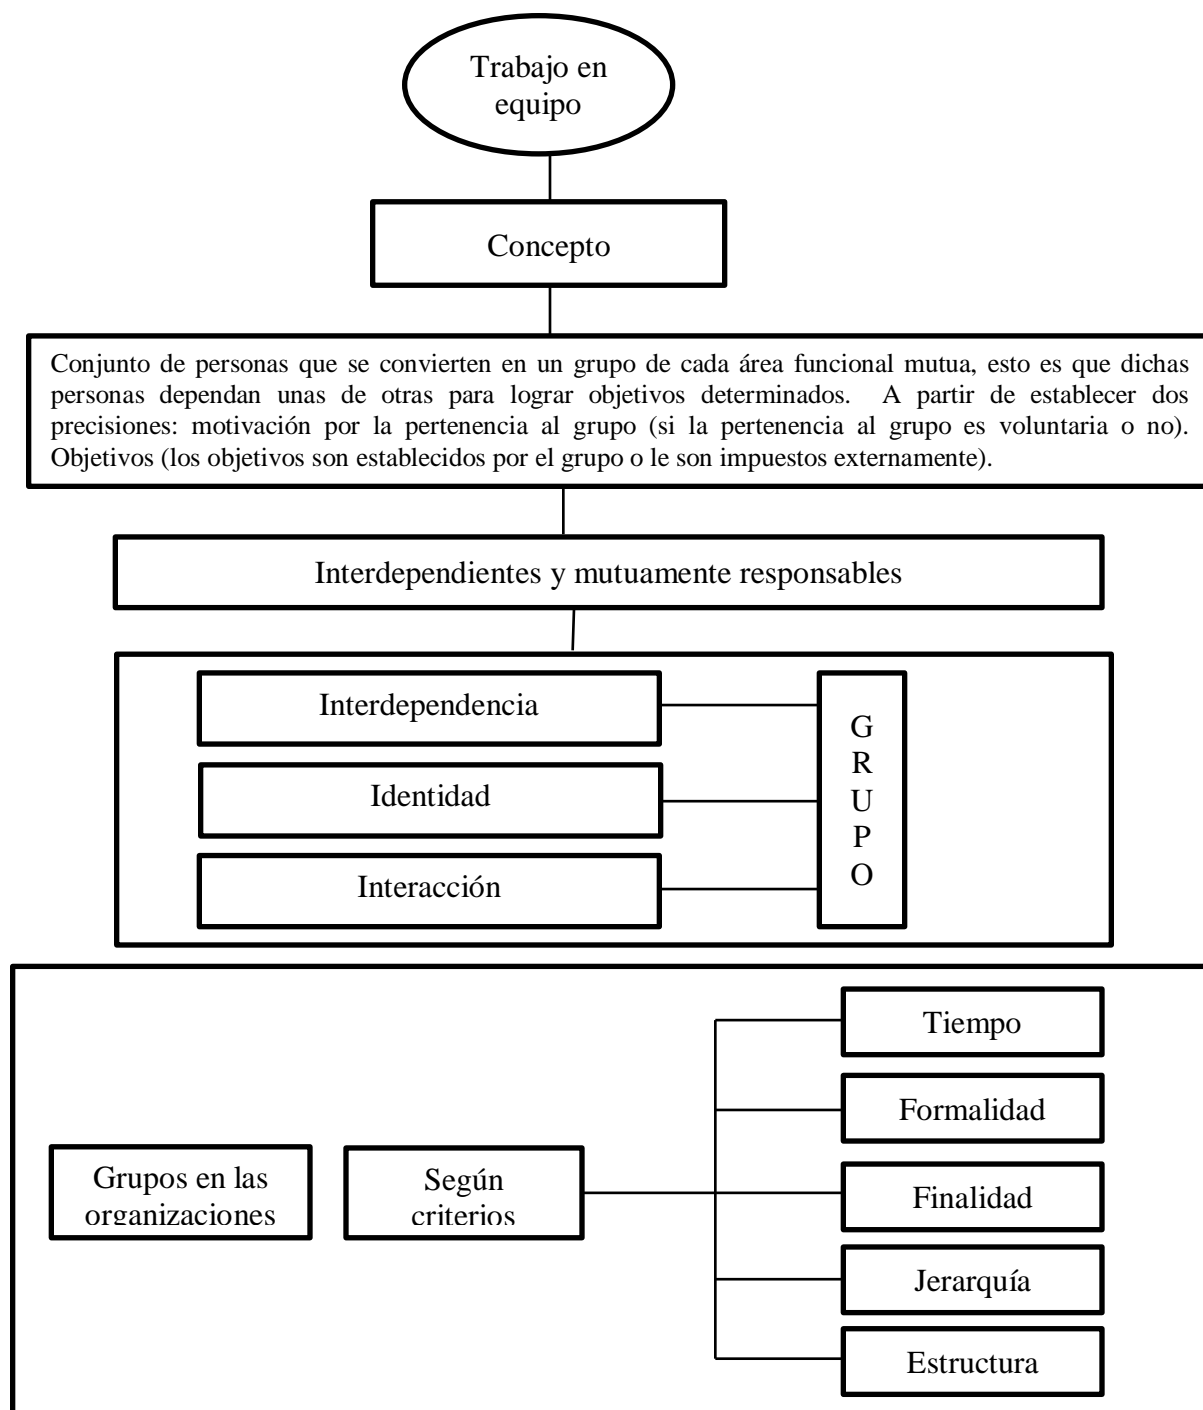 Trabajo en
equipo
Concepto
Conjunto de personas que se convierten en un grupo de cada área funcional mutua, esto es que dichas
personas dependan unas de otras para lograr objetivos determinados. A partir de establecer dos
precisiones: motivación por la pertenencia al grupo (si la pertenencia al grupo es voluntaria o no).
Objetivos (los objetivos son establecidos por el grupo o le son impuestos externamente).
Interdependientes y mutuamente responsables
Interdependencia
Identidad
Interacción
G
R
U
P
O
Grupos en las
organizaciones
Según
criterios
Tiempo
Formalidad
Finalidad
Jerarquía
Estructura